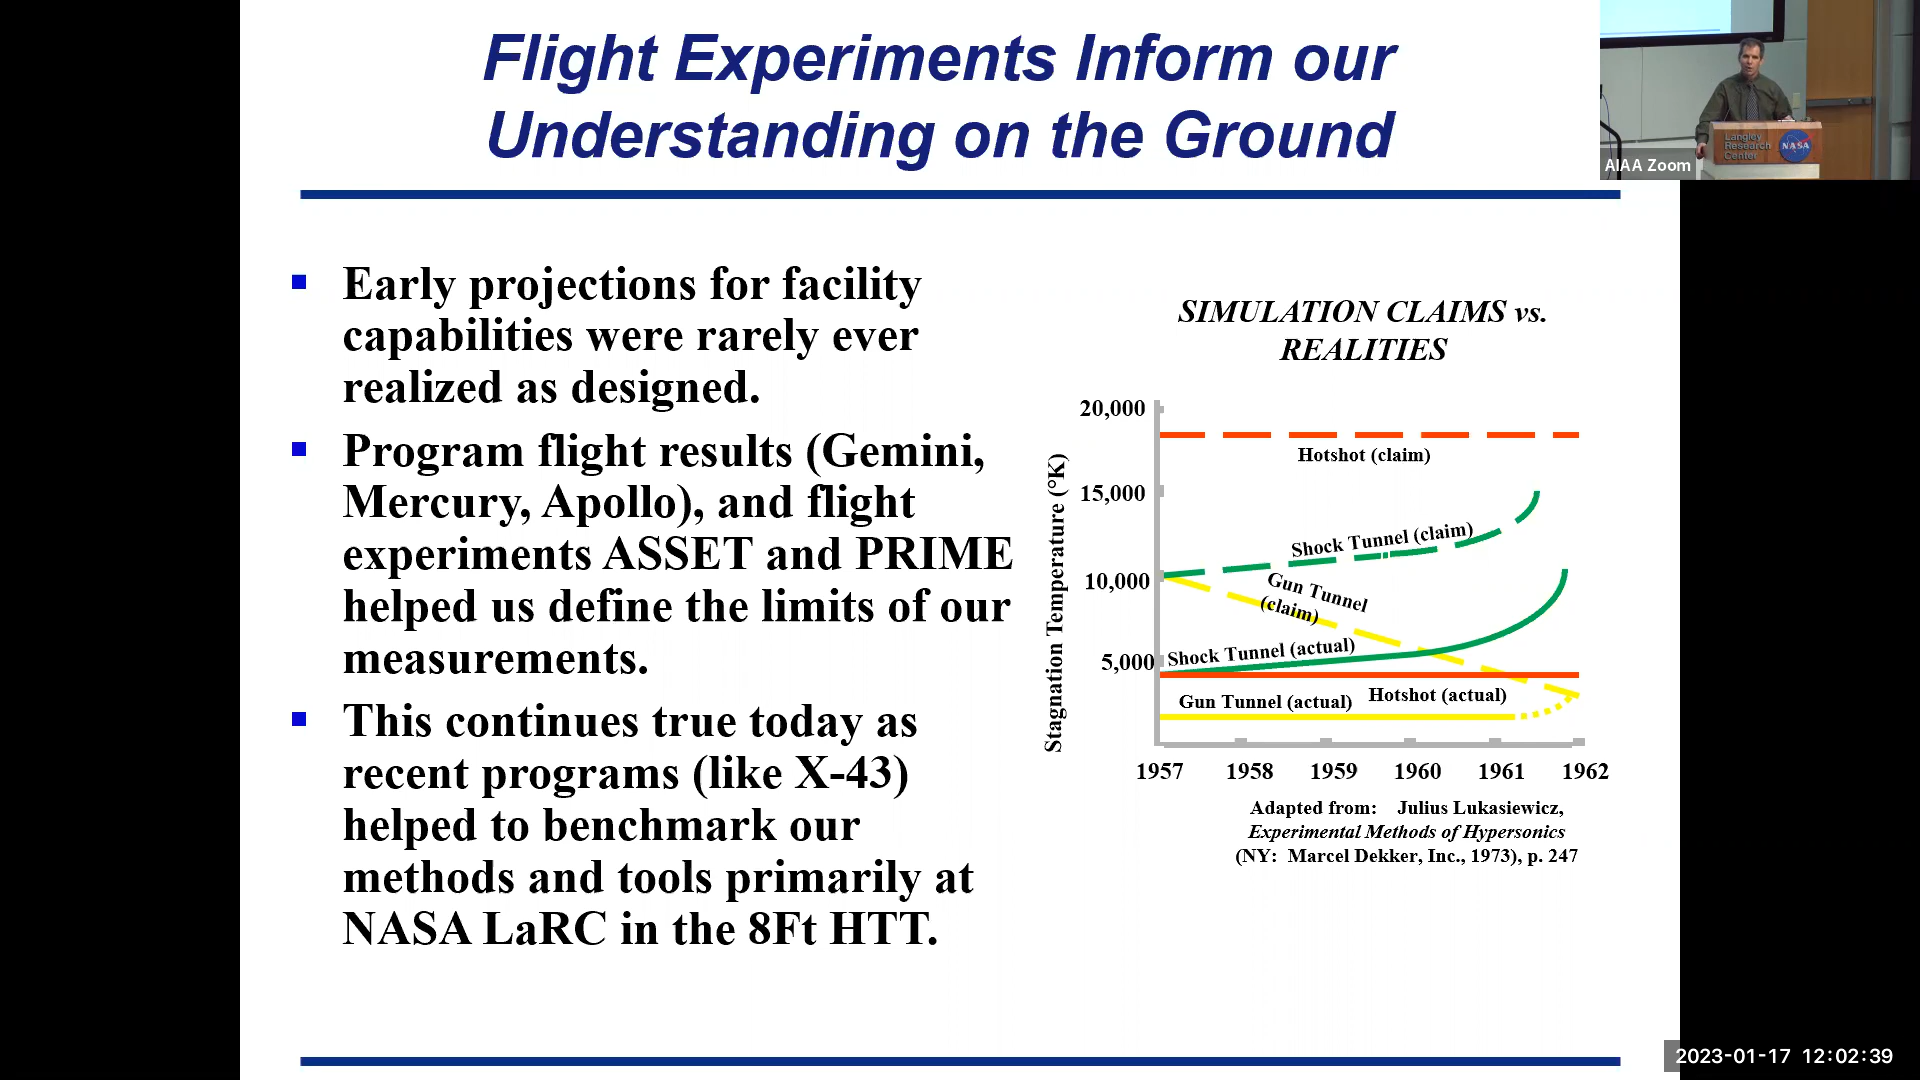 Flight Experiments Inform our
Understanding on the Ground
Langley
Research
Center
NASA
AIAA Zoom
Early projections for facility
capabilities were rarely ever
realized as designed.
Program flight results (Gemini,
Mercury, Apollo), and flight
experiments ASSET and PRIME
helped us define the limits of our
measurements.
This continues true today as
recent programs (like X-43)
helped to benchmark our
methods and tools primarily at
NASA LaRC in the 8Ft HTT.
SIMULATION CLAIMS vs.
REALITIES
Stagnation Temperature (°K)
20,000
15,000
10,000
5,000
Hotshot (claim)
Shock Tunnel (claim)
Gun Tunnel
(claim)
Shock Tunnel (actual)
Gun Tunnel (actual)
Hotshot (actual)
1957 1958 1959 1960 1961 1962
Adapted from: Julius Lukasiewicz,
Experimental Methods of Hypersonics
(NY: Marcel Dekker, Inc., 1973), p. 247
2023-01-17 12:02:39